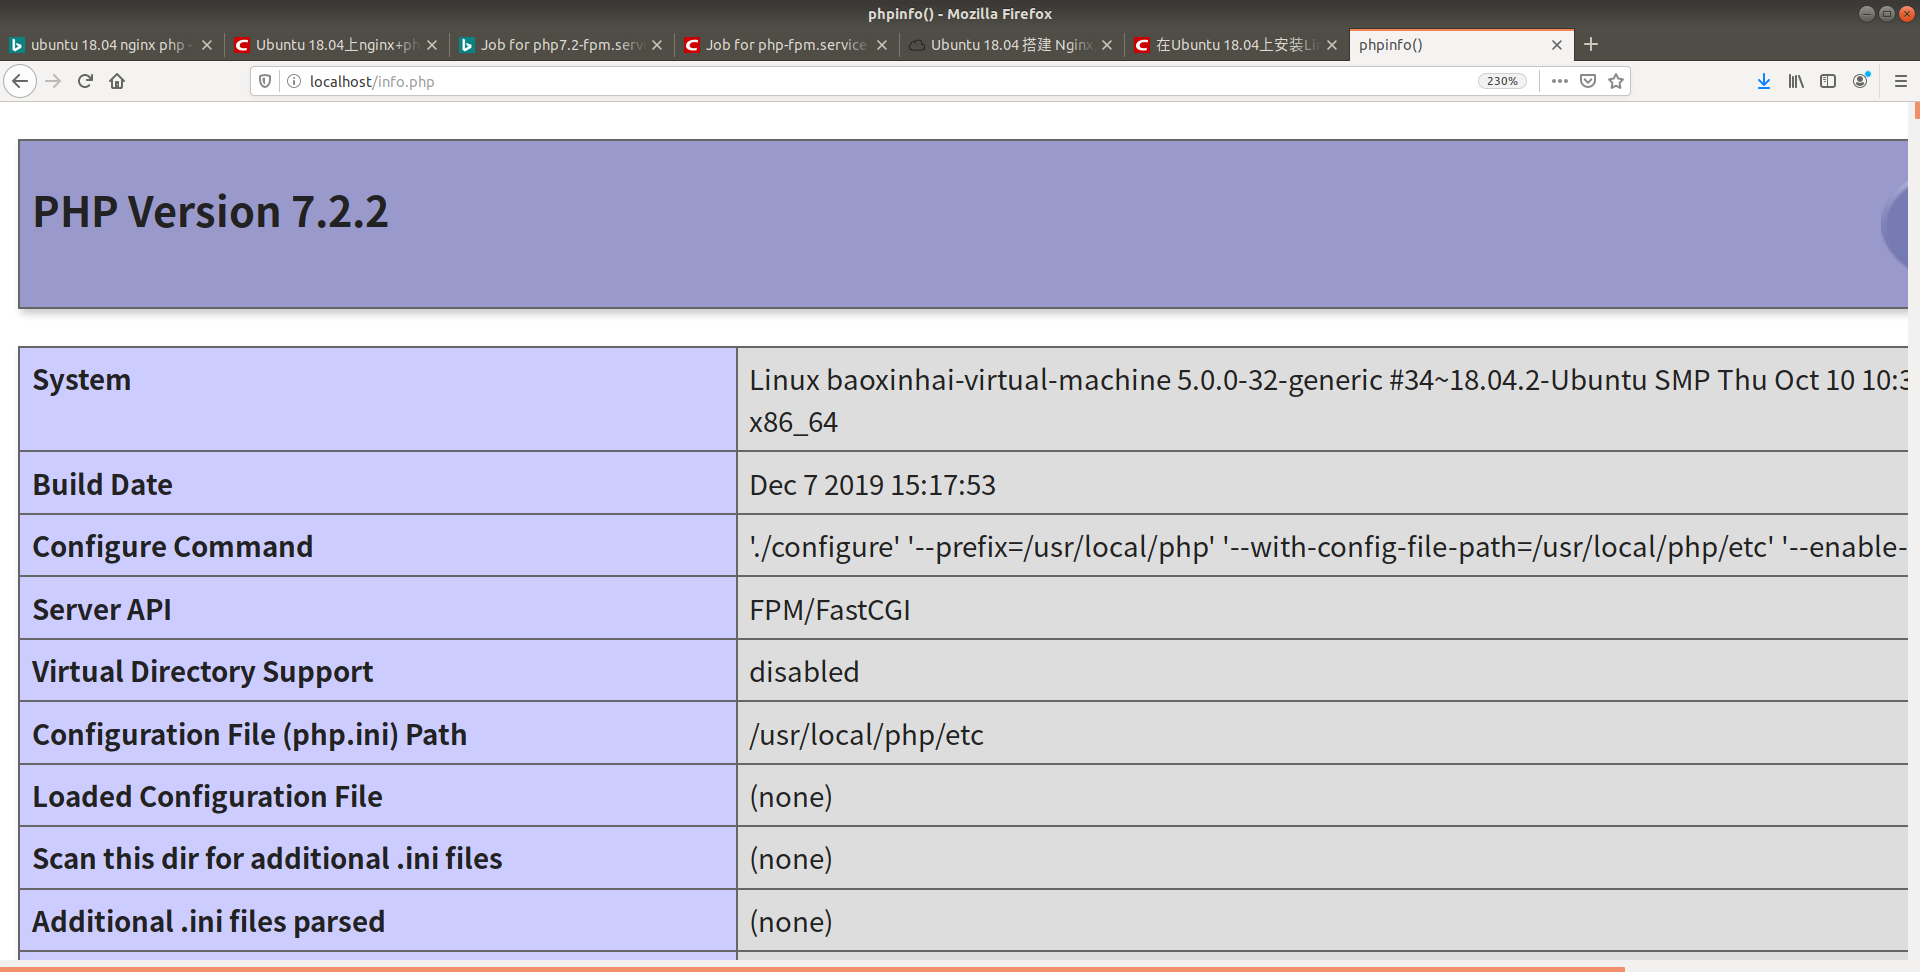 phpinfo() - Mozilla Firefox
ubuntu 18.04 nginx php -
Ubuntu 18.04上nginx+ph
Job for php7.2-fpm.serv
Job for php-fpm.service
Ubuntu 18.04 搭建 Nginx
在Ubuntu 18.04上安装Li
phpinfo()
localhost/info.php
230%
PHP Version 7.2.2
System
Linux baoxinhai-virtual-machine 5.0.0-32-generic #34~18.04.2-Ubuntu SMP Thu Oct 10 10:3
x86_64
Build Date
Dec 7 2019 15:17:53
Configure Command
'./configure' '--prefix=/usr/local/php' '--with-config-file-path=/usr/local/php/etc' '--enable-
Server API
FPM/FastCGI
Virtual Directory Support
disabled
Configuration File (php.ini) Path
/usr/local/php/etc
Loaded Configuration File
(none)
Scan this dir for additional .ini files
(none)
Additional .ini files parsed
(none)